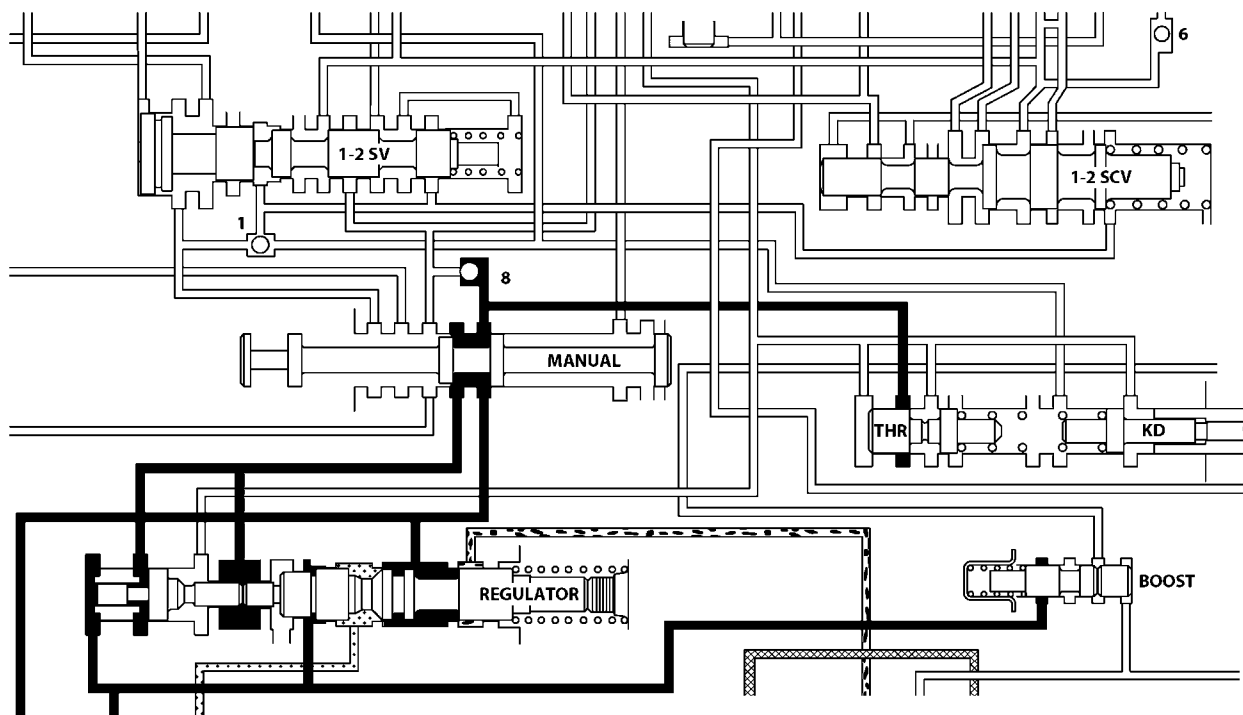 6
1-2 SV
1-2 SCV
1
8
MANUAL
THR
KD
REGULATOR
BOOST